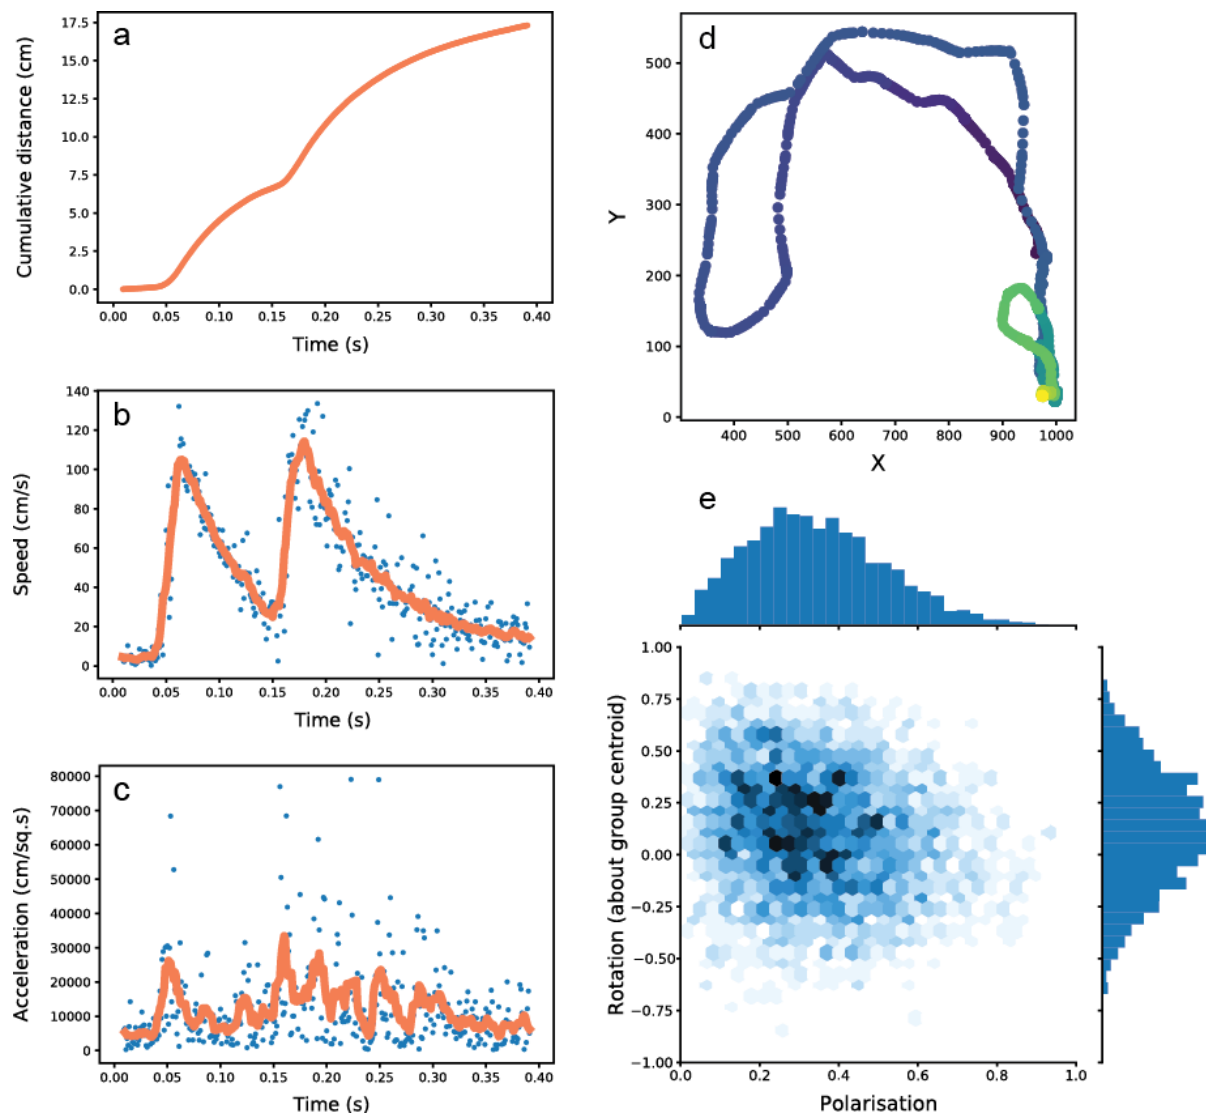 a
Cumulative distance (cm)
17.5
15.0
12.5
10.0
7.5
5.0
2.5
0.0
0.00 0.05 0.10 0.15 0.20 0.25 0.30 0.35 0.40
Time (s)
b
Speed (cm/s)
140
120
100
80
60
40
20
0
0.00 0.05 0.10 0.15 0.20 0.25 0.30 0.35 0.40
Time (s)
c
Acceleration (cm/sq.s)
80000
70000
60000
50000
40000
30000
20000
10000
0
0.00 0.05 0.10 0.15 0.20 0.25 0.30 0.35 0.40
Time (s)
d
Y
500
400
300
200
100
0
400 500 600 700 800 900 1000
X
e
Rotation (about group centroid)
1.00
0.75
0.50
0.25
0.00
−0.25
−0.50
−0.75
−1.00
0.0 0.2 0.4 0.6 0.8 1.0
Polarisation